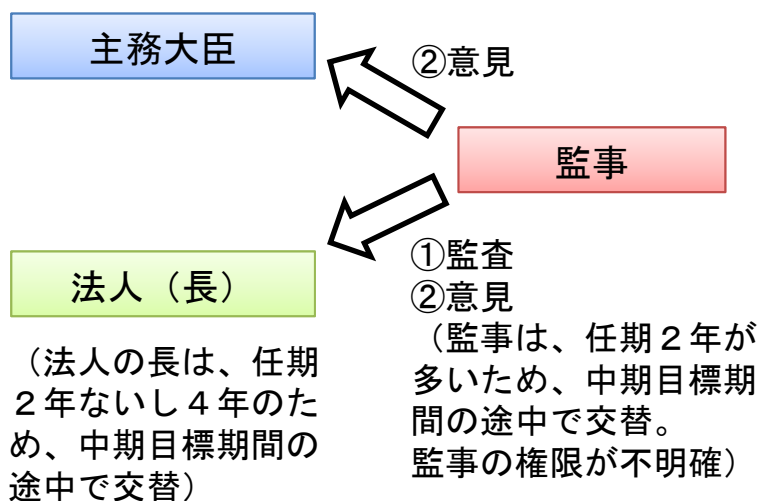 主務大臣
②意見
監事
法人（長）
（法人の長は、任期
２年ないし４年のた
め、中期目標期間の
途中で交替）
①監査
②意見
（監事は、任期２年が
多いため、中期目標期
間の途中で交替。
監事の権限が不明確）